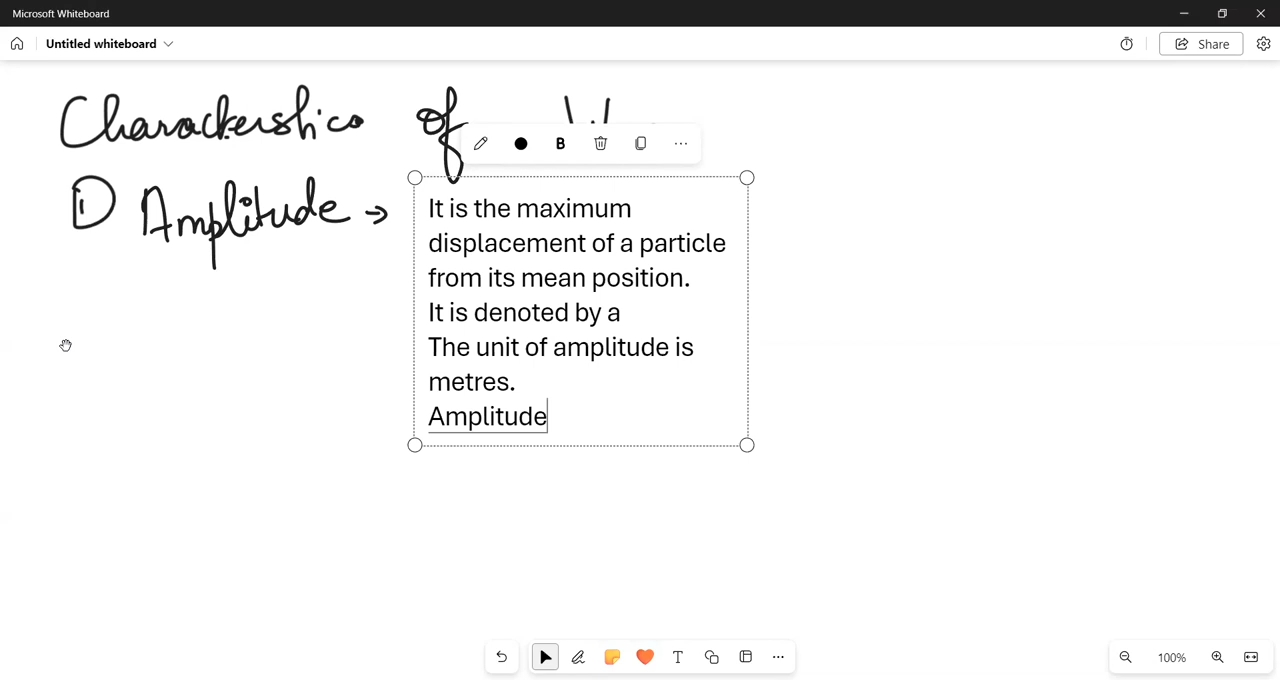 Microsoft Whiteboard
Untitled whiteboard
Share
Characterstics of
B
1) Amplitude →
It is the maximum
displacement of a particle
from its mean position.
It is denoted by a
The unit of amplitude is
metres.
Amplitude
T
100%